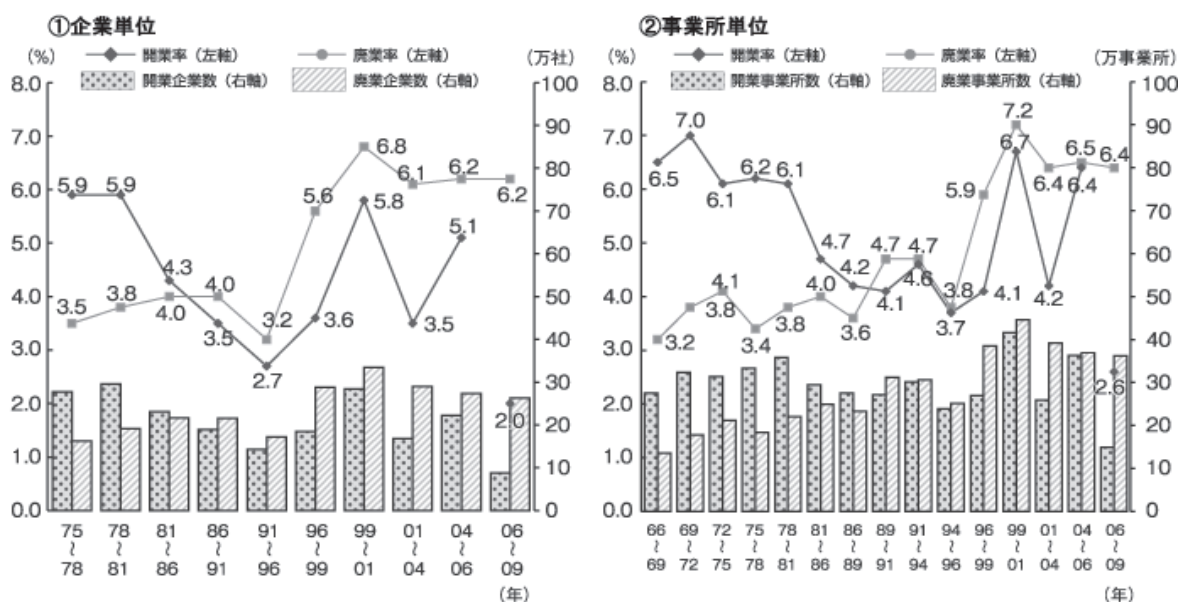 ①企業単位
(%) 開業率（左軸） 廃業率（左軸） (万社)
開業企業数（右軸） 廃業企業数（右軸）
8.0 100
7.0 90
6.0 80
5.0 70
4.0 60
3.0 50
2.0 40
1.0 30
0.0 20
10
0
5.9 5.9 4.3 3.5 2.7 3.6 5.8 3.5 5.1 2.0
3.5 3.8 4.0 4.0 3.2 5.6 6.8 6.1 6.2 6.2
75 78 81 86 91 96 99 01 04 06
〜 〜 〜 〜 〜 〜 〜 〜 〜 〜
78 81 86 91 96 99 01 04 06 09
(年)
②事業所単位
(%) 開業率（左軸） 廃業率（左軸） (万事業所)
開業事業所数（右軸） 廃業事業所数（右軸）
8.0 100
7.0 90
6.0 80
5.0 70
4.0 60
3.0 50
2.0 40
1.0 30
0.0 20
10
0
6.5 7.0 6.1 6.2 6.1 4.7 4.2 4.1 4.6 3.7 4.1 6.7 4.2 6.4 2.6
3.2 3.8 4.1 3.4 3.8 4.0 3.6 4.7 4.7 3.8 5.9 7.2 6.4 6.5 6.4
66 69 72 75 78 81 86 89 91 94 96 99 01 04 06
〜 〜 〜 〜 〜 〜 〜 〜 〜 〜 〜 〜 〜 〜 〜
69 72 75 78 81 86 89 91 94 96 99 01 04 06 09
(年)